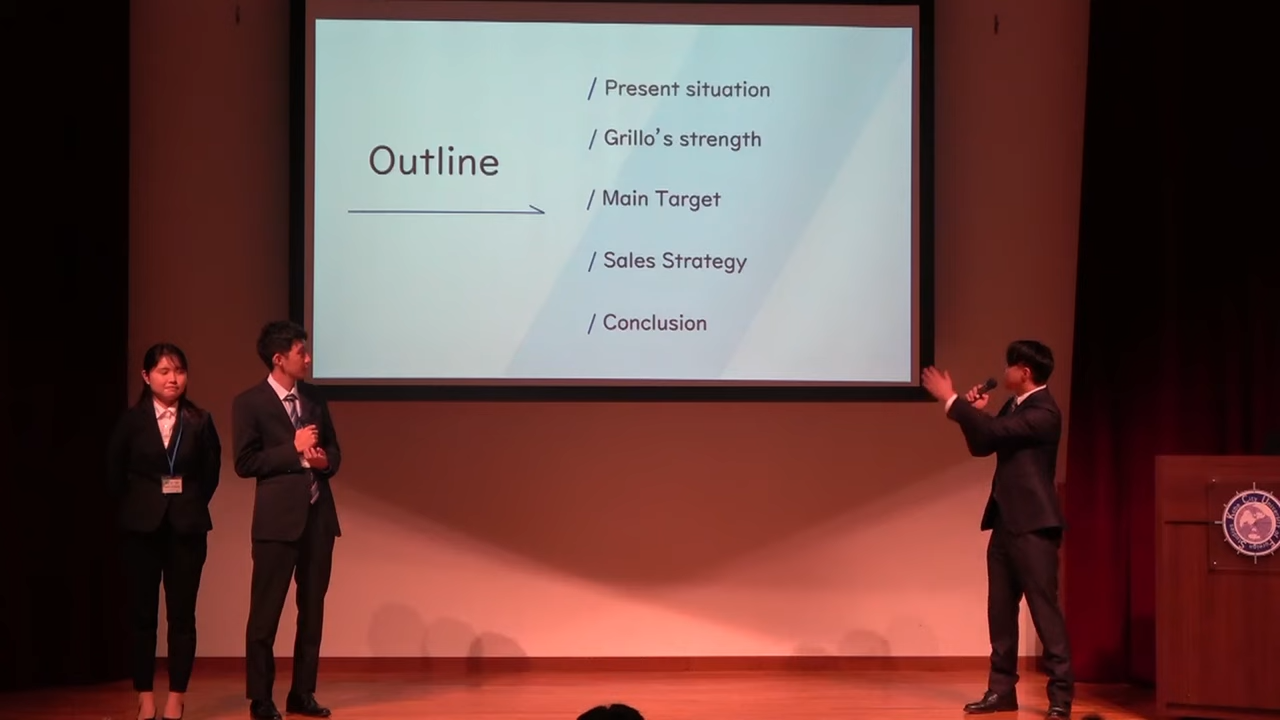 Outline
/ Present situation
/ Grillo's strength
/ Main Target
/ Sales Strategy
/ Conclusion